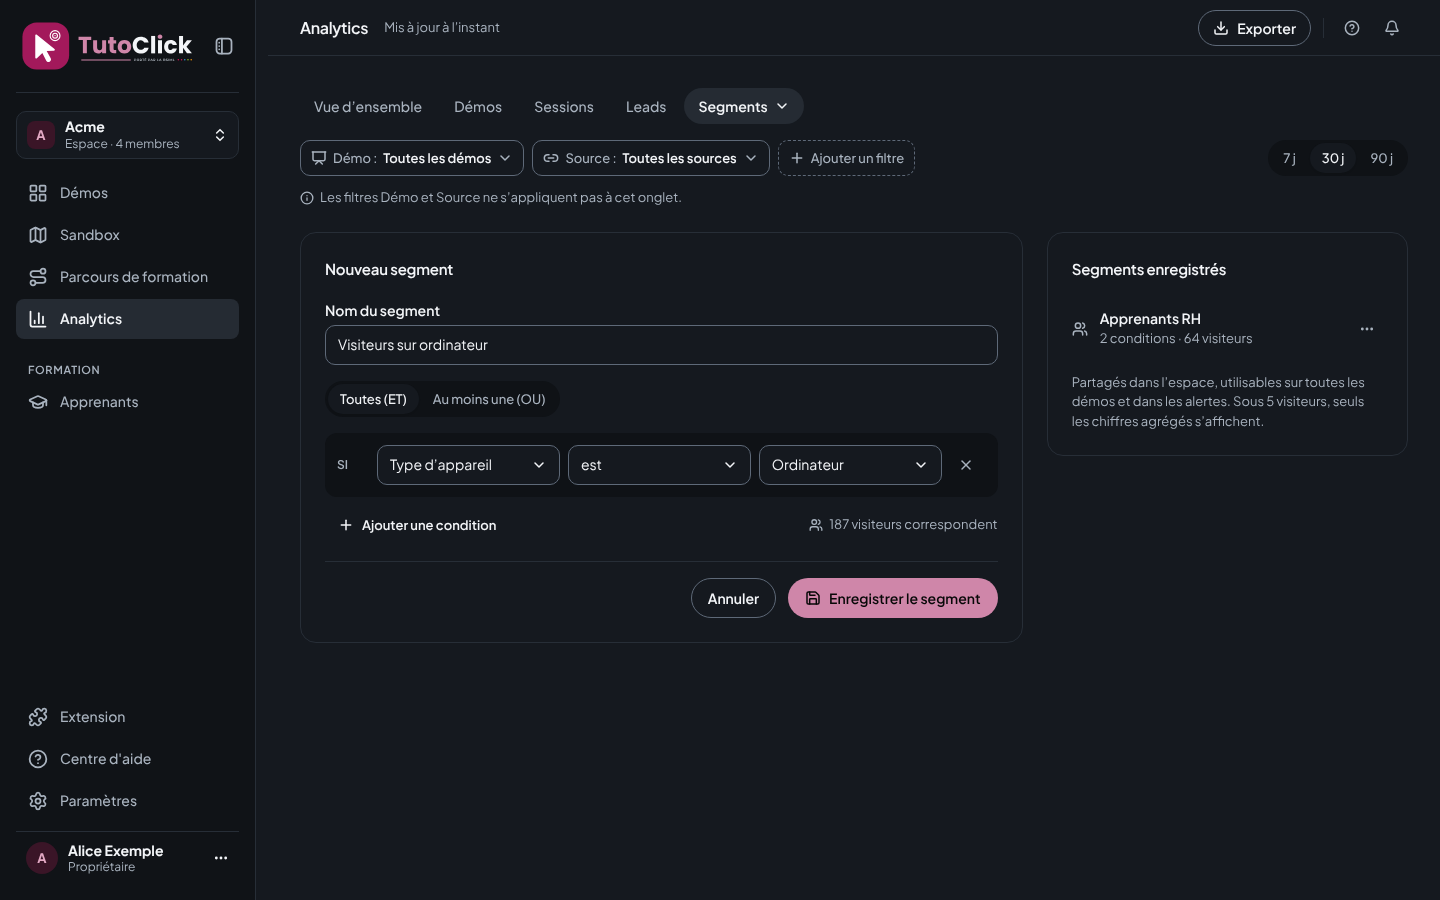 TutoClick
Analytics
Mis à jour à l'instant
Exporter
Acme
Espace · 4 membres
A
Démos
Sandbox
Parcours de formation
Analytics
FORMATION
Apprenants
Extension
Centre d'aide
Paramètres
A
Alice Exemple
Propriétaire
Vue d'ensemble
Démos
Sessions
Leads
Segments
Démo : Toutes les démos
Source : Toutes les sources
Ajouter un filtre
7 j
30 j
90 j
Les filtres Démo et Source ne s'appliquent pas à cet onglet.
Nouveau segment
Nom du segment
Visiteurs sur ordinateur
Toutes (ET)
Au moins une (OU)
SI
Type d'appareil
est
Ordinateur
Ajouter une condition
187 visiteurs correspondent
Annuler
Enregistrer le segment
Segments enregistrés
Apprenants RH
2 conditions · 64 visiteurs
Partagés dans l'espace, utilisables sur toutes les
démos et dans les alertes. Sous 5 visiteurs, seuls
les chiffres agrégés s'affichent.